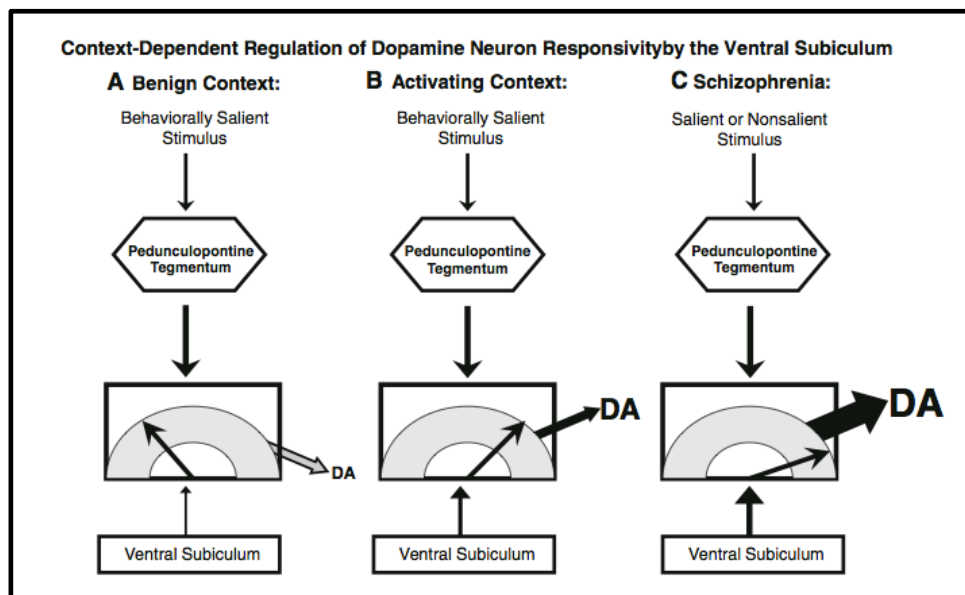 Context-Dependent Regulation of Dopamine Neuron Responsivityby the Ventral Subiculum
A Benign Context:
Behaviorally Salient
Stimulus
Pedunculopontine
Tegmentum
DA
Ventral Subiculum
B Activating Context:
Behaviorally Salient
Stimulus
Pedunculopontine
Tegmentum
DA
Ventral Subiculum
C Schizophrenia:
Salient or Nonsalient
Stimulus
Pedunculopontine
Tegmentum
DA
Ventral Subiculum